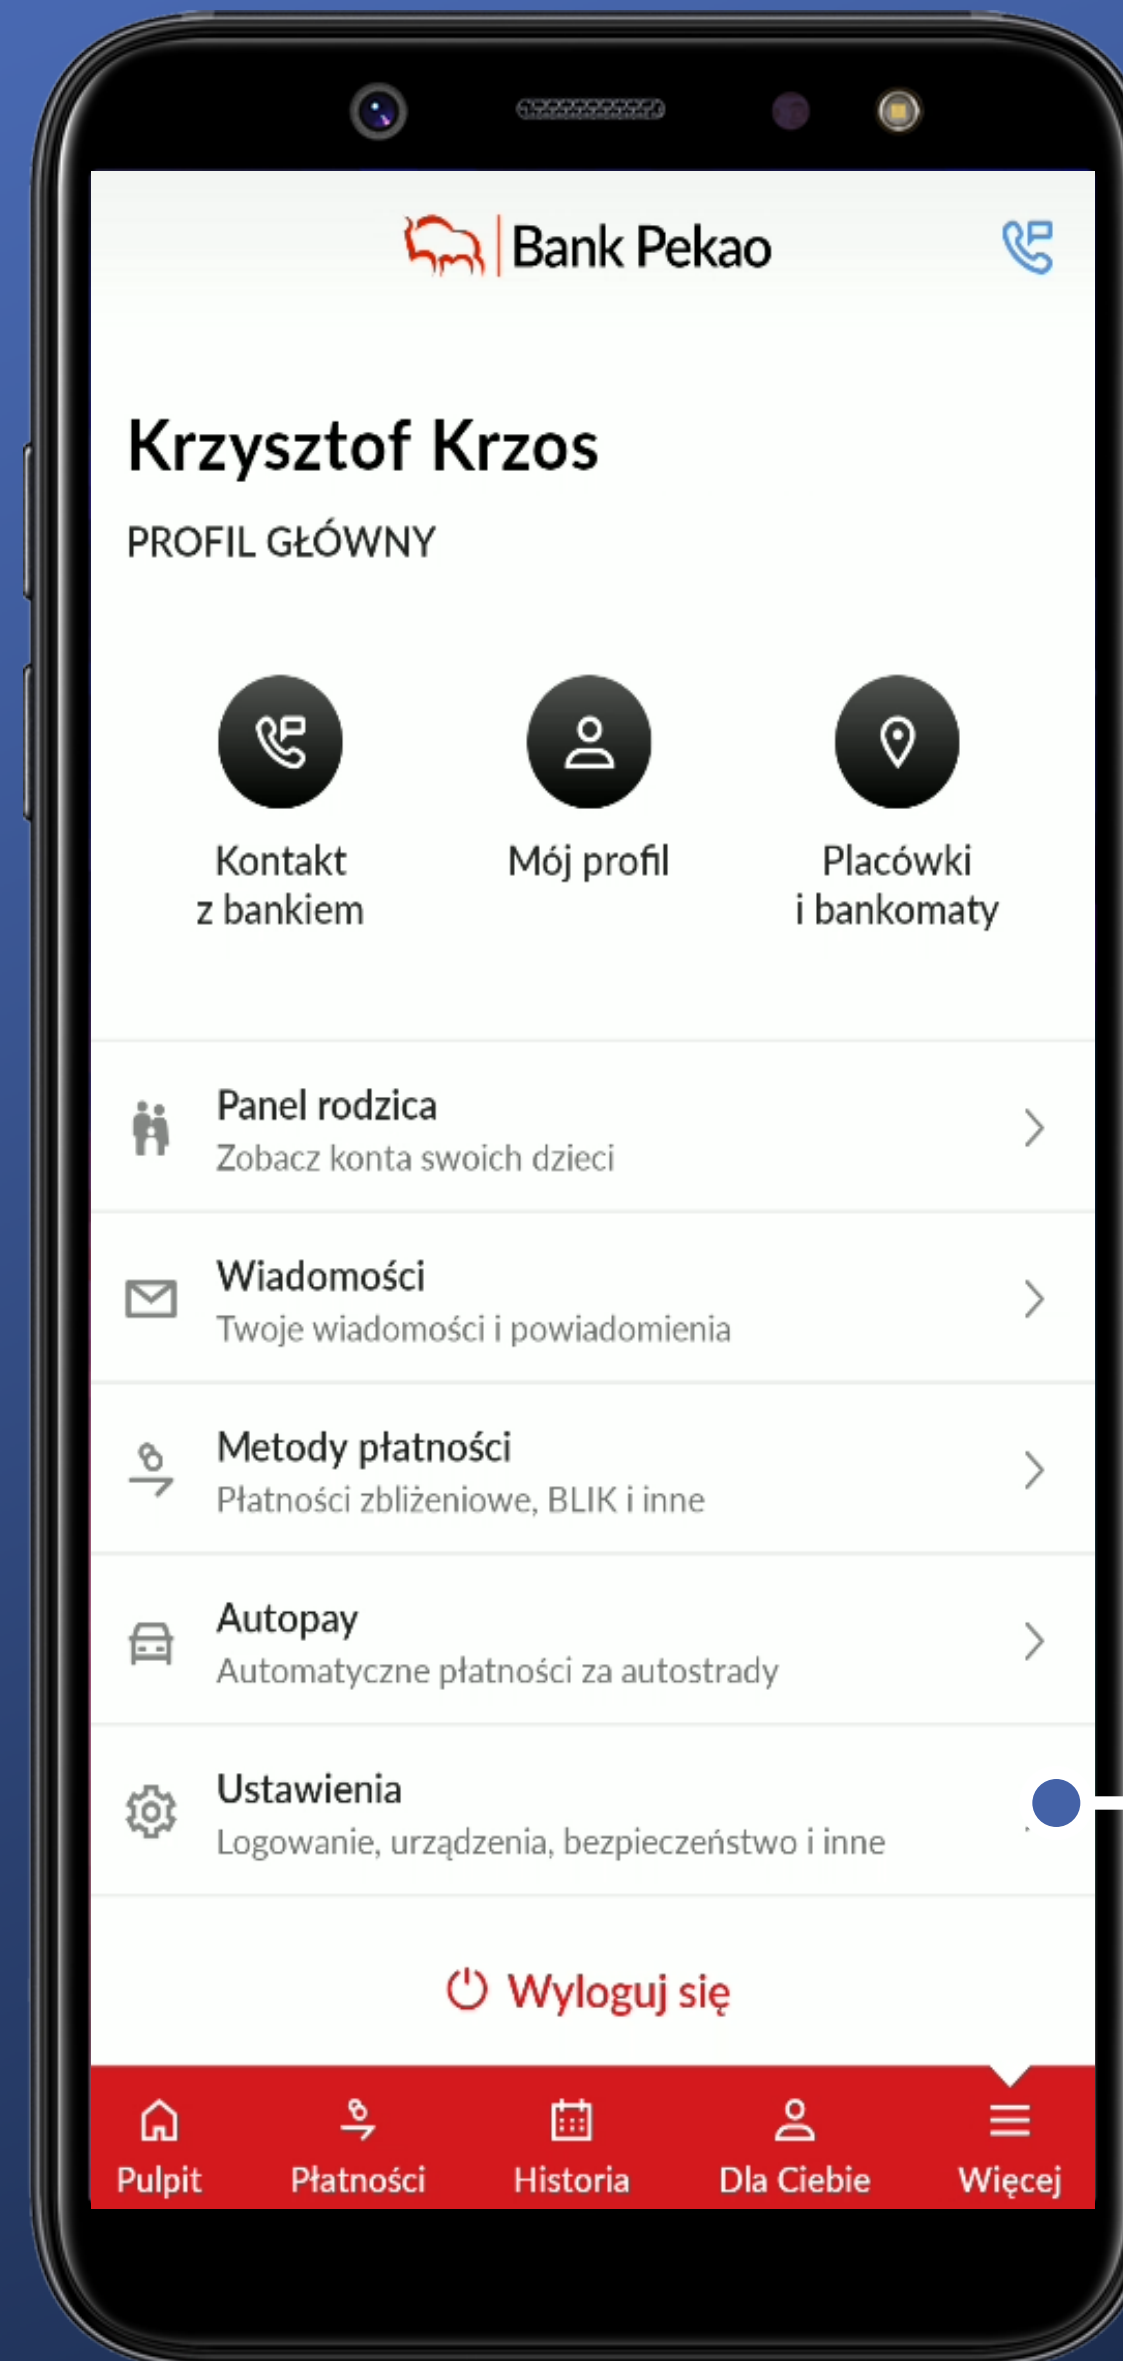 Bank Pekao
Krzysztof Krzos
PROFIL GŁÓWNY
Kontakt
z bankiem
Mój profil
Placówki
i bankomaty
Panel rodzica
Zobacz konta swoich dzieci
Wiadomości
Twoje wiadomości i powiadomienia
Metody płatności
Płatności zbliżeniowe, BLIK i inne
Autopay
Automatyczne płatności za autostrady
Ustawienia
Logowanie, urządzenia, bezpieczeństwo i inne
Wyloguj się
Pulpit
Płatności
Historia
Dla Ciebie
Więcej